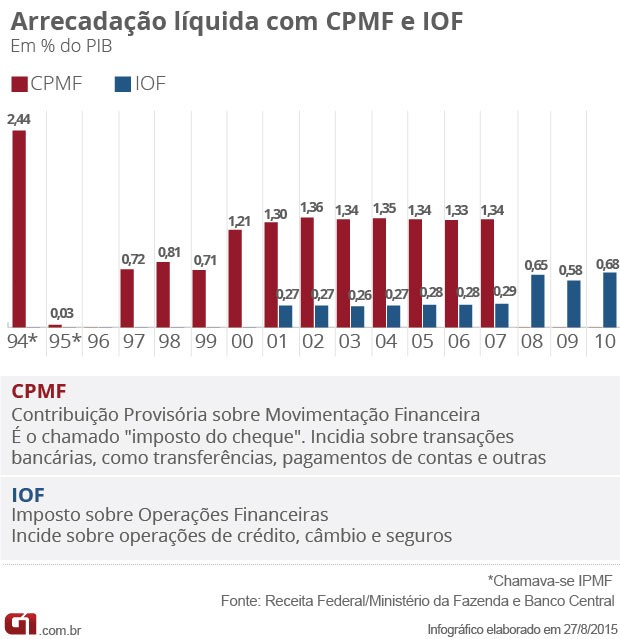 Arrecadação líquida com CPMF e IOF
Em % do PIB
CPMF IOF
2,44
0,03
0,72
0,81
0,71
1,21
1,30
0,27
1,36
0,27
1,34
0,26
1,35
0,27
1,34
0,28
1,33
0,28
1,34
0,29
0,65
0,58
0,68
94* 95* 96 97 98 99 00 01 02 03 04 05 06 07 08 09 10
CPMF
Contribuição Provisória sobre Movimentação Financeira
É o chamado "imposto do cheque". Incidia sobre transações
bancárias, como transferências, pagamentos de contas e outras
IOF
Imposto sobre Operações Financeiras
Incide sobre operações de crédito, câmbio e seguros
*Chamava-se IPMF
Fonte: Receita Federal/Ministério da Fazenda e Banco Central
G1 .com.br
Infográfico elaborado em 27/8/2015